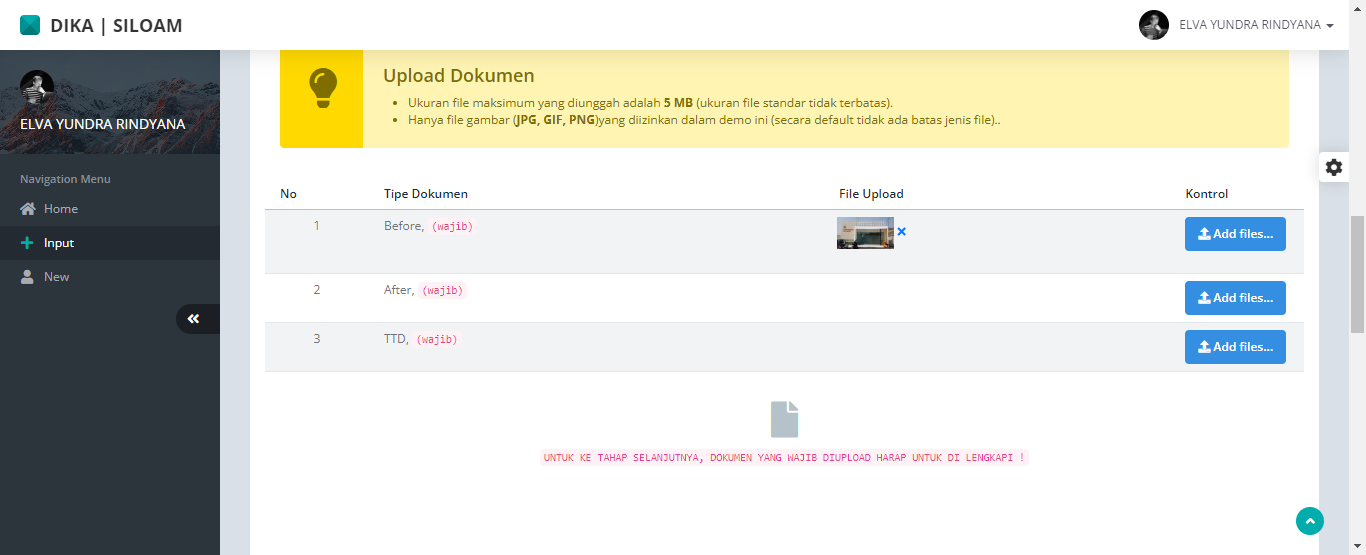 DIKA | SILOAM
ELVA YUNDRA RINDYANA
ELVA YUNDRA RINDYANA
Navigation Menu
Home
Input
New
Upload Dokumen
Ukuran file maksimum yang diunggah adalah 5 MB (ukuran file standar tidak terbatas).
Hanya file gambar (JPG, GIF, PNG)yang diizinkan dalam demo ini (secara default tidak ada batas jenis file)..
No Tipe Dokumen File Upload Kontrol
1 Before, (wajib) Add files...
2 After, (wajib) Add files...
3 TTD, (wajib) Add files...
UNTUK KE TAHAP SELANJUTNYA, DOKUMEN YANG WAJIB DIUPLOAD HARAP UNTUK DI LENGKAPI !